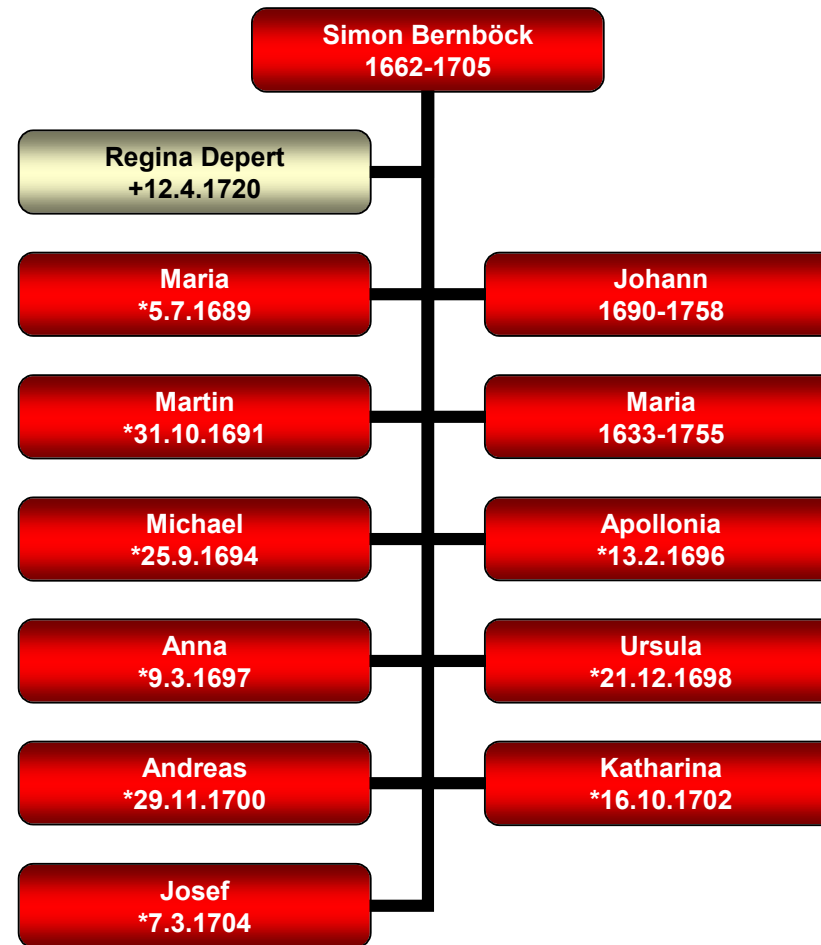 Simon Bernböck
1662-1705
Regina Depert
+12.4.1720
Maria
*5.7.1689
Johann
1690-1758
Martin
*31.10.1691
Maria
1633-1755
Michael
*25.9.1694
Apollonia
*13.2.1696
Anna
*9.3.1697
Ursula
*21.12.1698
Andreas
*29.11.1700
Katharina
*16.10.1702
Josef
*7.3.1704